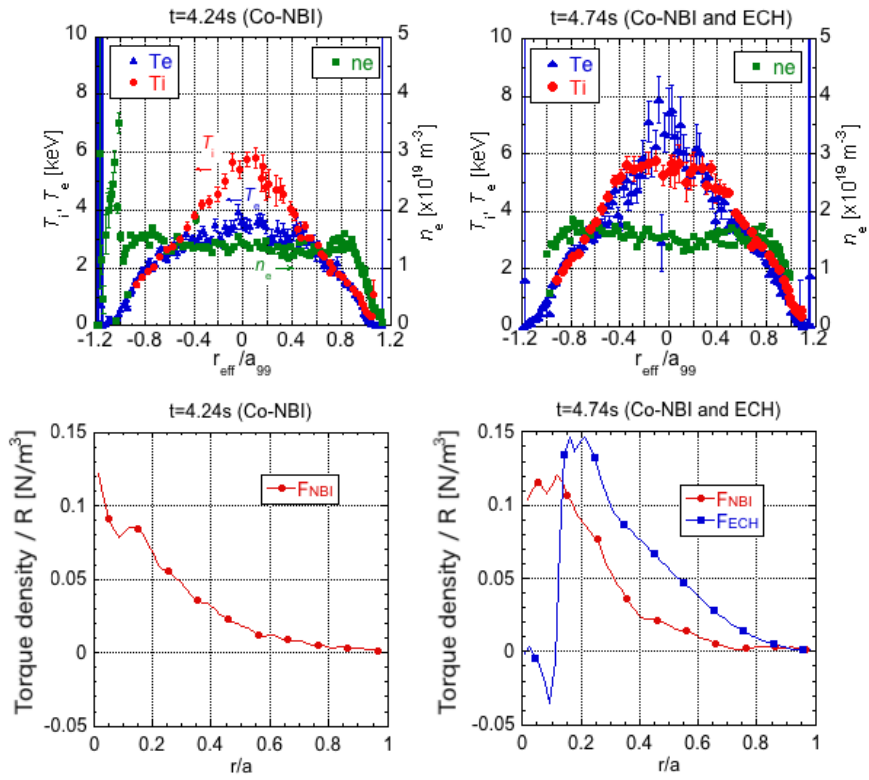 t=4.24s (Co-NBI)
Te
Ti
ne
Ti
Te
ne
Ti, Te [keV]
ne [x10^19 m^-3]
10
8
6
4
2
0
5
4
3
2
1
0
-1.2 -0.8 -0.4 0 0.4 0.8 1.2
reff/a99
t=4.74s (Co-NBI and ECH)
Te
Ti
ne
Ti, Te [keV]
ne [x10^19 m^-3]
10
8
6
4
2
0
5
4
3
2
1
0
-1.2 -0.8 -0.4 0 0.4 0.8 1.2
reff/a99
t=4.24s (Co-NBI)
FNBI
Torque density / R [N/m^3]
0.15
0.1
0.05
0
-0.05
0 0.2 0.4 0.6 0.8 1
r/a
t=4.74s (Co-NBI and ECH)
FNBI
FECH
Torque density / R [N/m^3]
0.15
0.1
0.05
0
-0.05
0 0.2 0.4 0.6 0.8 1
r/a